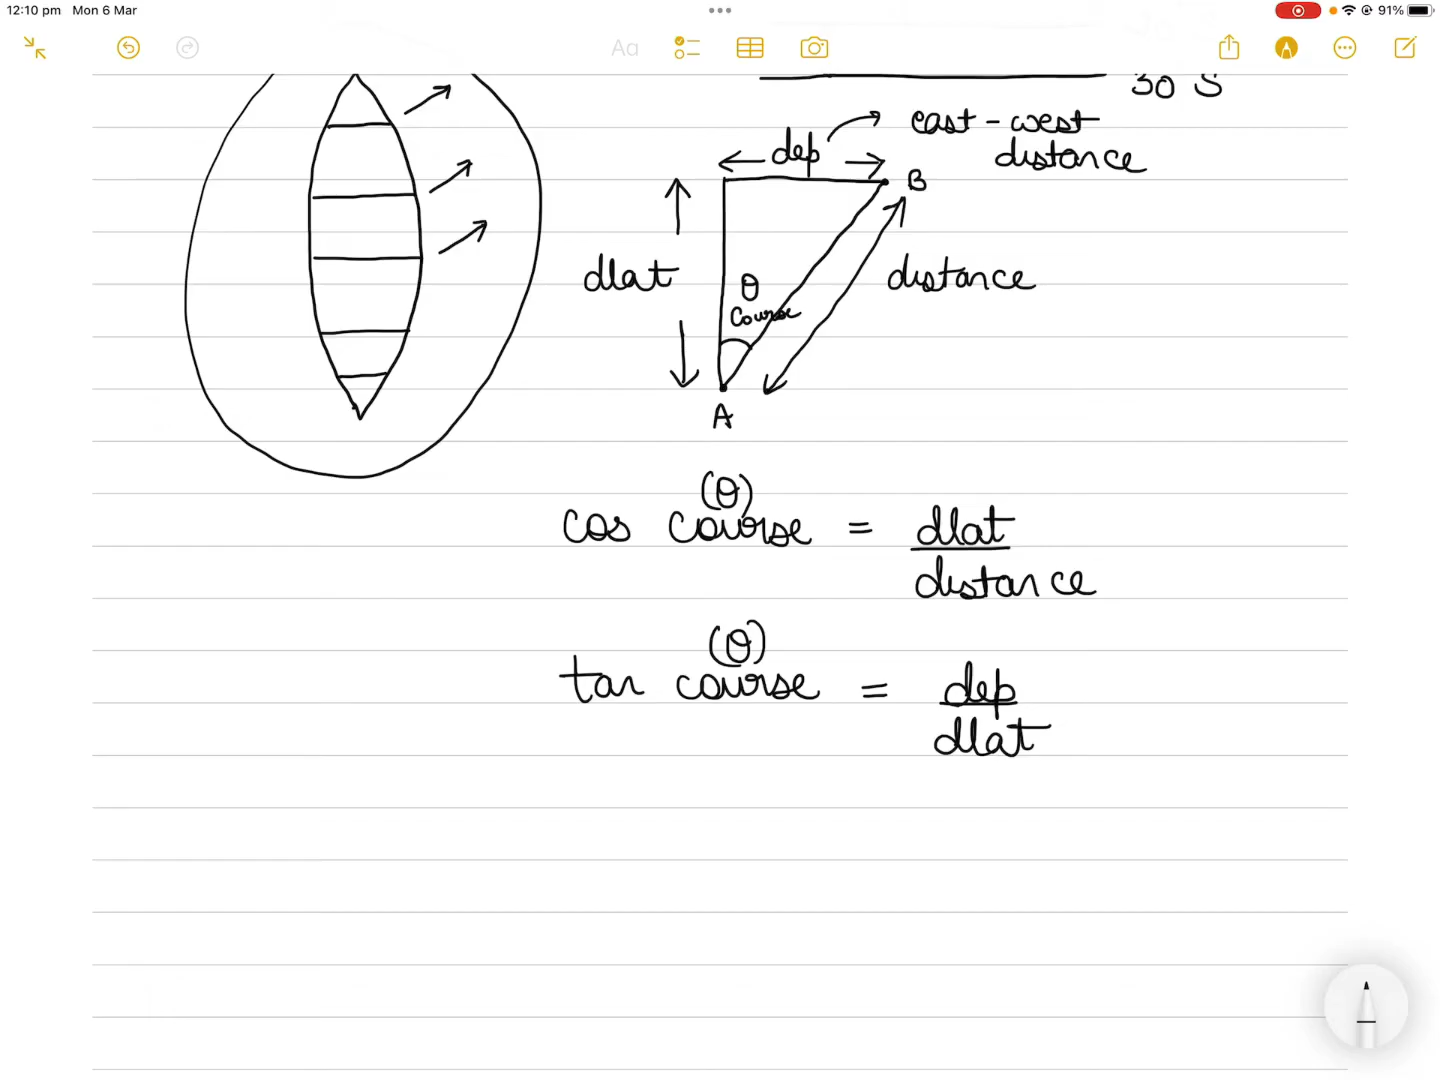 12:10 pm Mon 6 Mar
91%
Aa
30 S
east - west
distance
dep
B
dlat
θ
course
distance
A
(θ)
cos course = dlat
distance
(θ)
tan course = dep
dlat